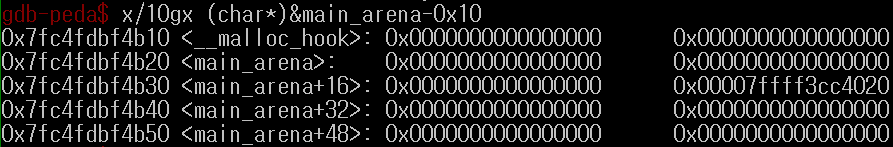 gdb-peda$ x/10gx (char*)&main_arena-0x10
0x7fc4fdbf4b10 <__malloc_hook>: 0x0000000000000000 0x0000000000000000
0x7fc4fdbf4b20 <main_arena>: 0x0000000000000000 0x0000000000000000
0x7fc4fdbf4b30 <main_arena+16>: 0x0000000000000000 0x00007ffff3cc4020
0x7fc4fdbf4b40 <main_arena+32>: 0x0000000000000000 0x0000000000000000
0x7fc4fdbf4b50 <main_arena+48>: 0x0000000000000000 0x0000000000000000